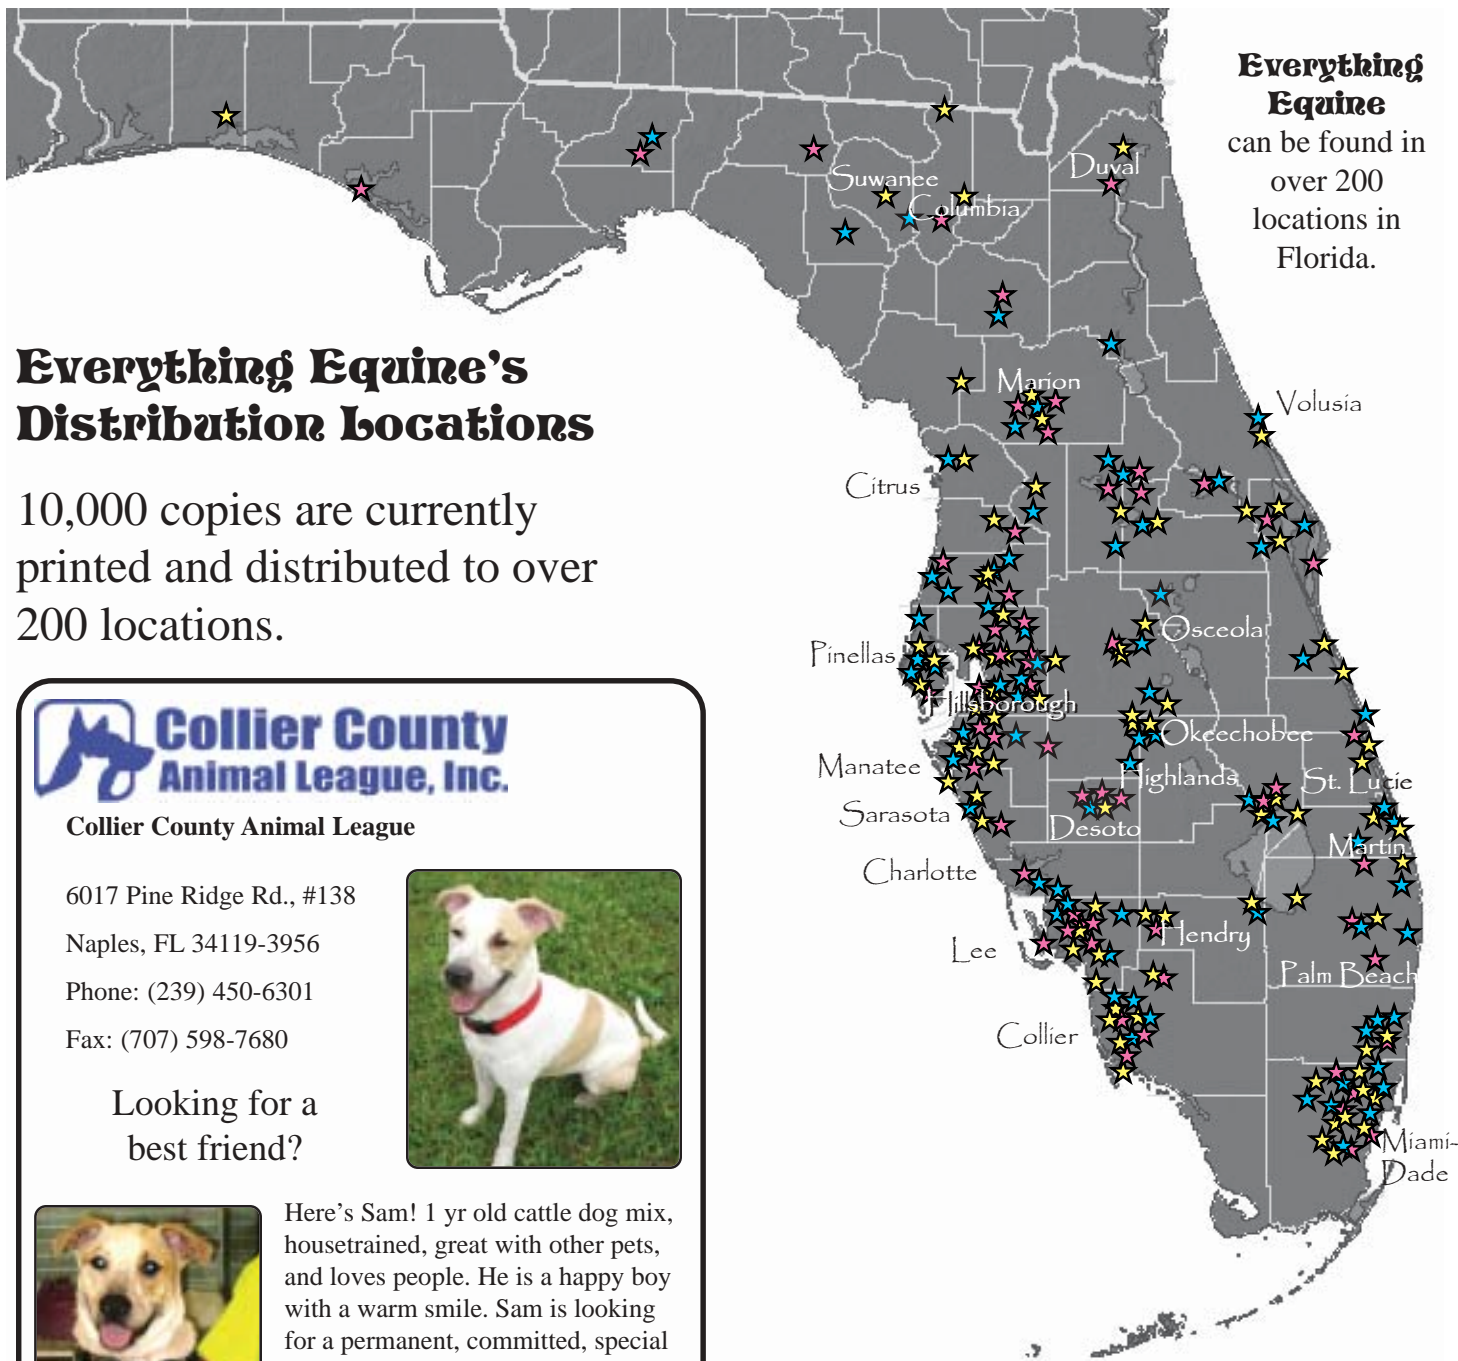 Everything
Equine
can be found in
over 200
locations in
Florida.
Everything Equine's
Distribution Locations
10,000 copies are currently
printed and distributed to over
200 locations.
Collier County
Animal League, Inc.
Collier County Animal League
6017 Pine Ridge Rd., #138
Naples, FL 34119-3956
Phone: (239) 450-6301
Fax: (707) 598-7680
Looking for a
best friend?
Here's Sam! 1 yr old cattle dog mix,
housetrained, great with other pets,
and loves people. He is a happy boy
with a warm smile. Sam is looking
for a permanent, committed, special
Suwanee
Columbia
Duval
Marion
Volusia
Citrus
Osceola
Pinellas
Hillsborough
Okeechobee
Manatee
Highlands
St. Lucie
Sarasota
Desoto
Martin
Charlotte
Lee
Hendry
Palm Beach
Collier
Miami-
Dade